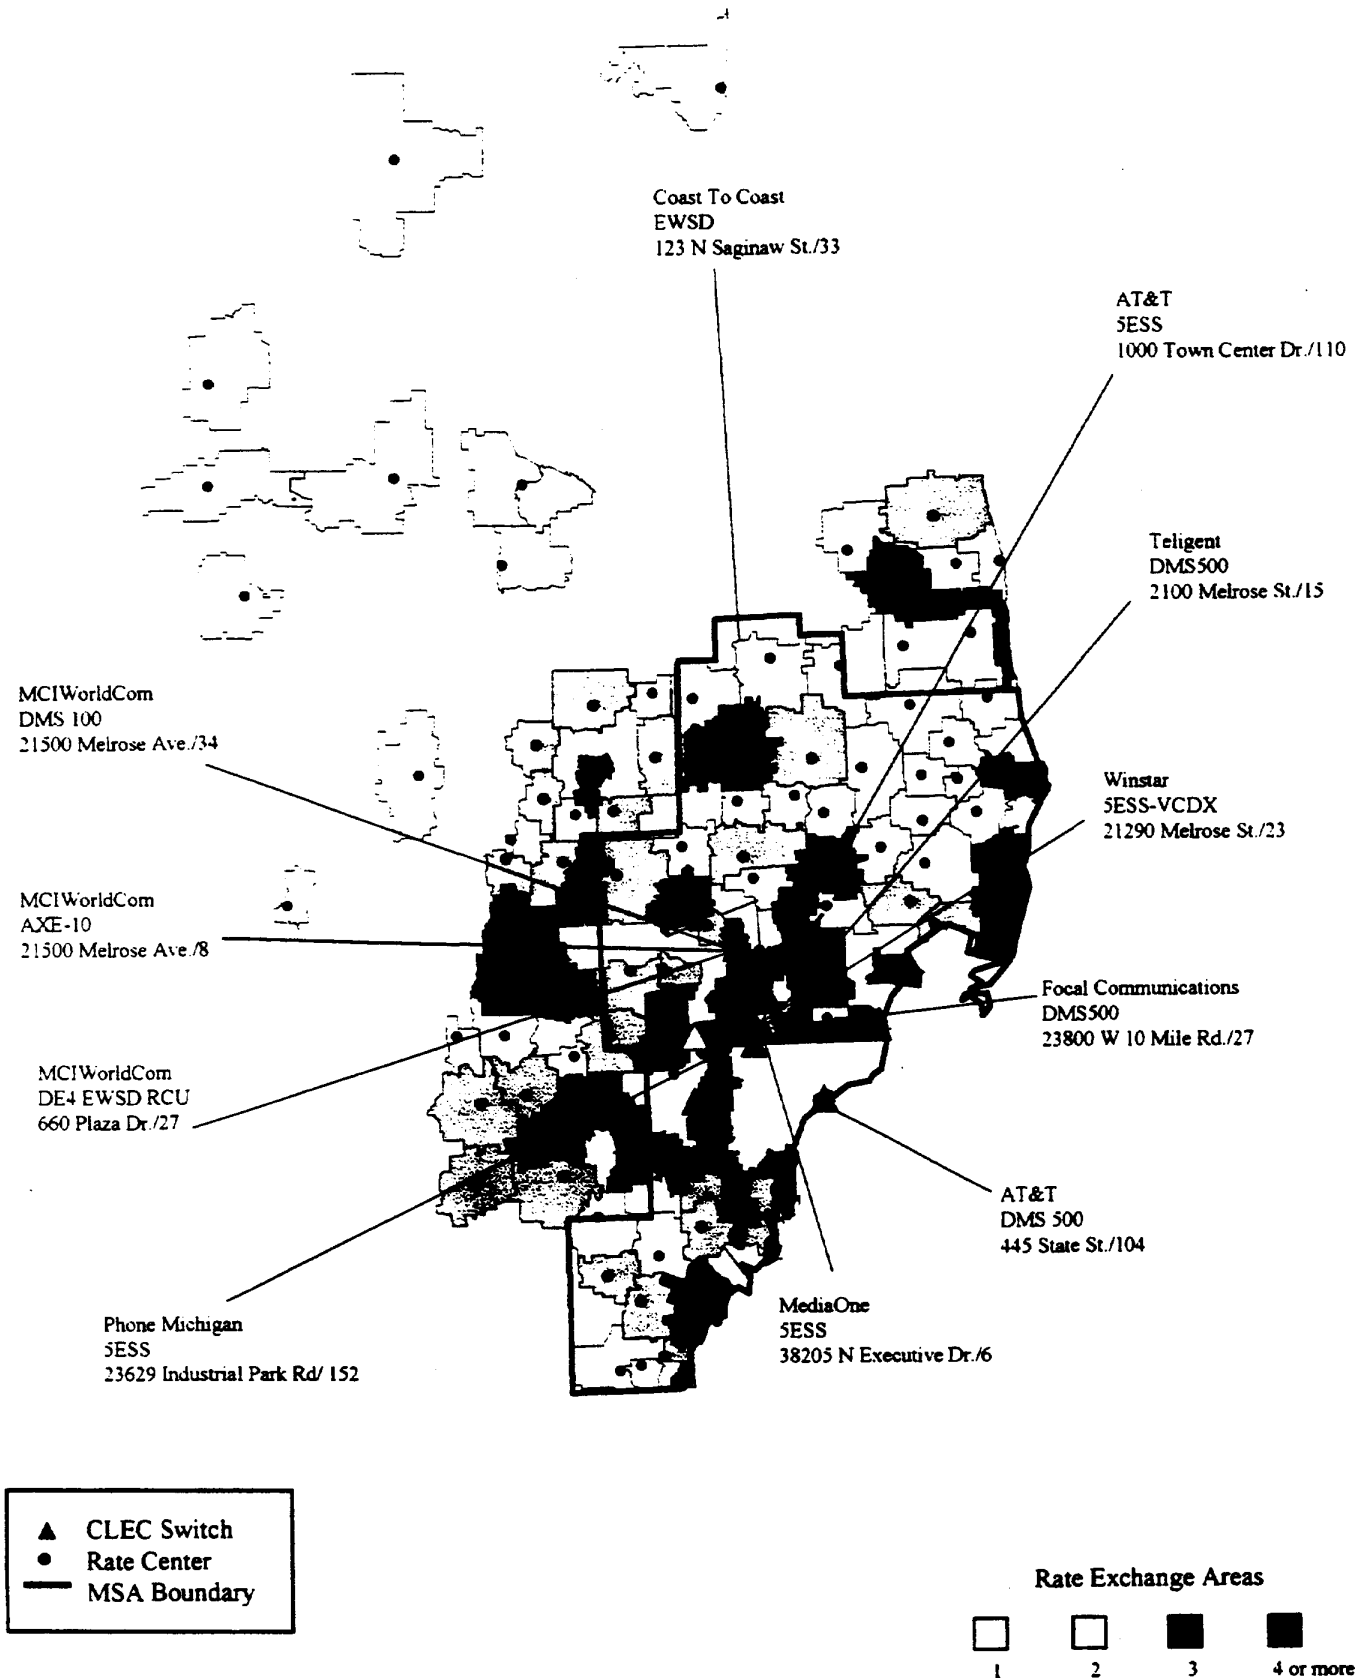 Coast To Coast
EWSD
123 N Saginaw St./33
AT&T
5ESS
1000 Town Center Dr./110
Teligent
DMS500
2100 Melrose St./15
MCIWorldCom
DMS 100
21500 Melrose Ave./34
Winstar
5ESS-VCDX
21290 Melrose St./23
MCIWorldCom
AXE-10
21500 Melrose Ave./8
Focal Communications
DMS500
23800 W 10 Mile Rd./27
MCIWorldCom
DE4 EWSD RCU
660 Plaza Dr./27
AT&T
DMS 500
445 State St./104
MediaOne
5ESS
38205 N Executive Dr./6
Phone Michigan
5ESS
23629 Industrial Park Rd/ 152
CLEC Switch
Rate Center
MSA Boundary
Rate Exchange Areas
1 2 3 4 or more